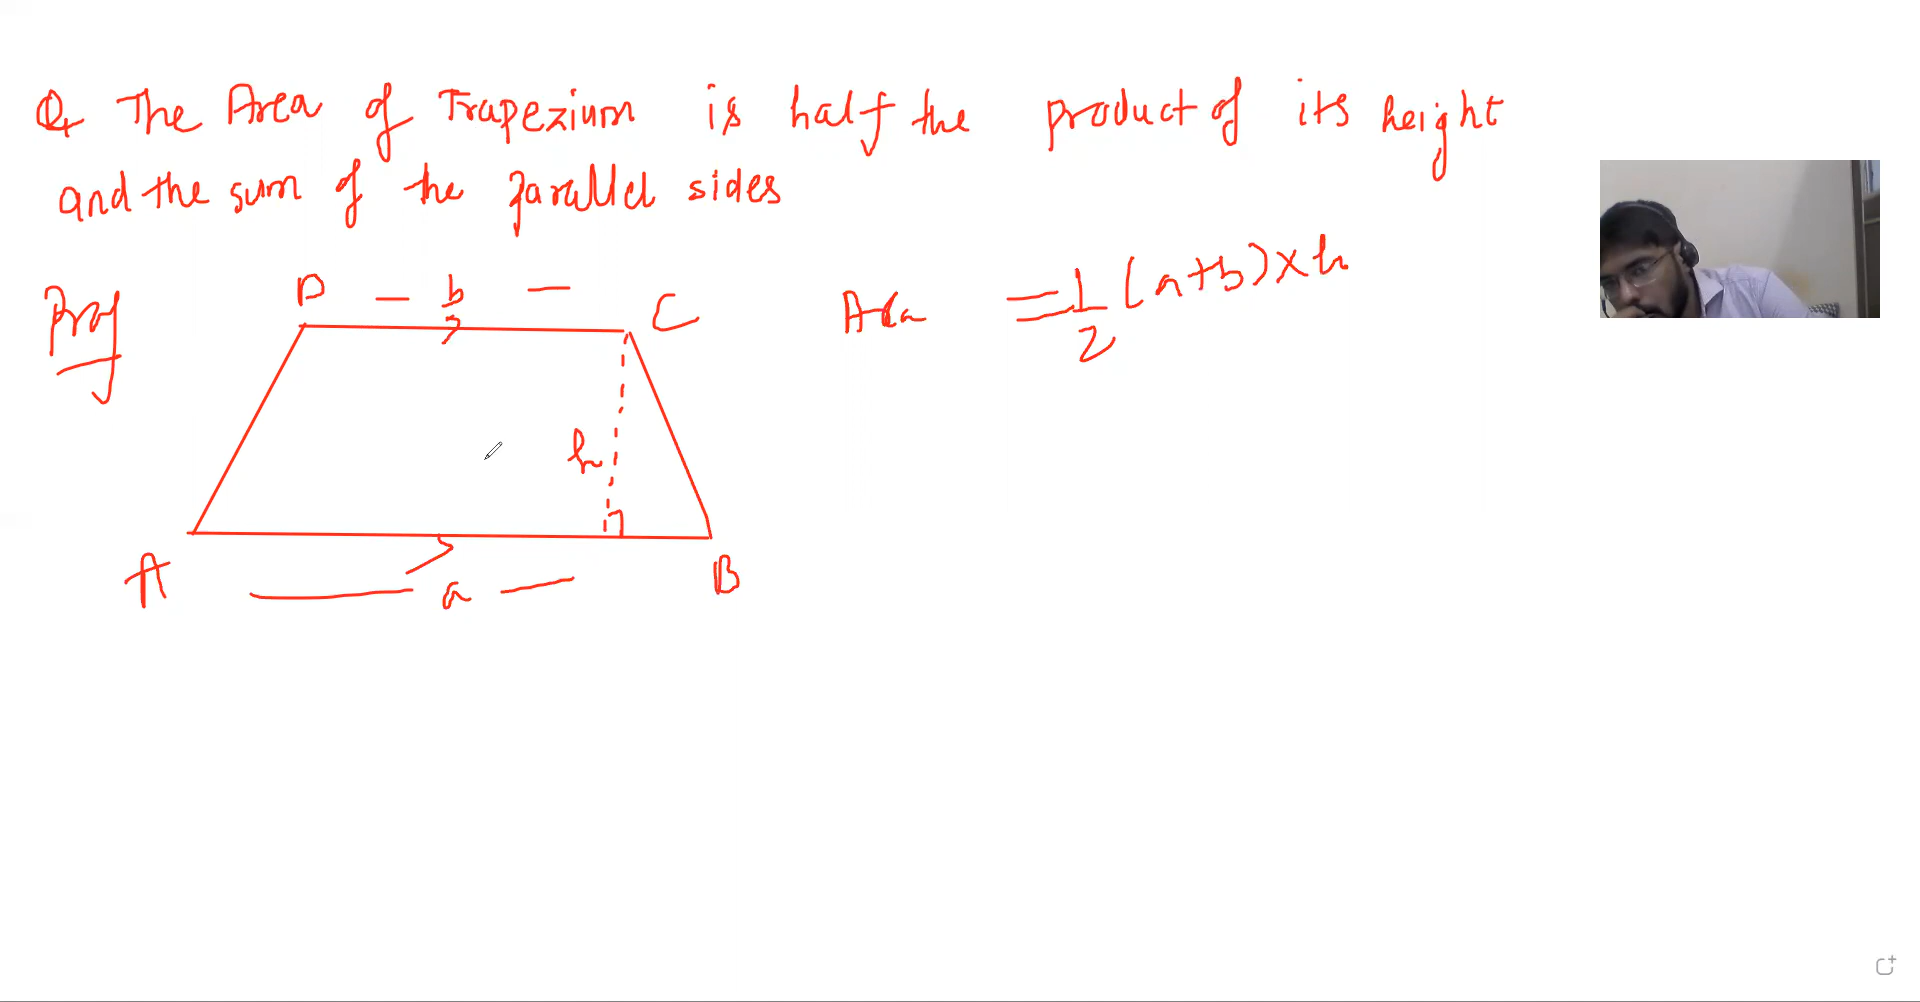 Q The Area of Trapezium is half the product of its height
and the sum of the parallel sides
Proof
D b C
Area = 1/2 (a+b) × h
h
A a B